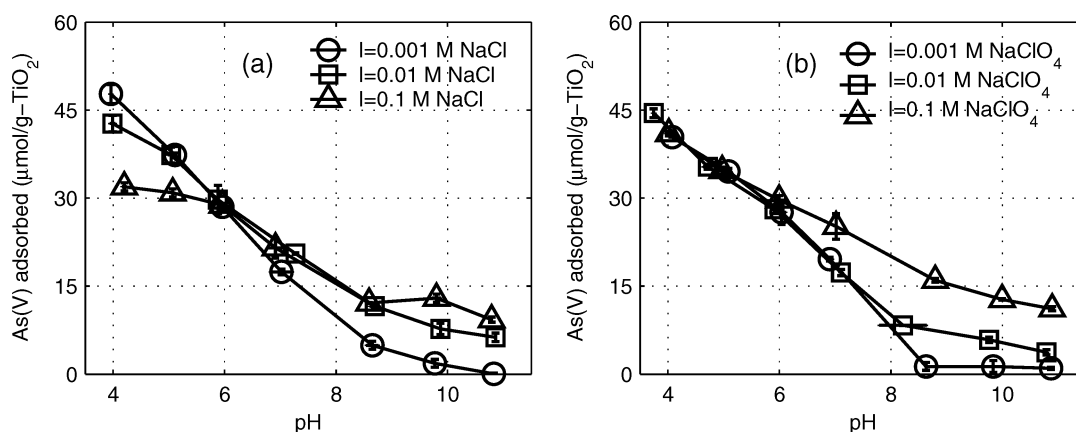 60
45
30
15
0
As(V) adsorbed (μmol/g−TiO2)
4
6
8
10
pH
(a)
I=0.001 M NaCl
I=0.01 M NaCl
I=0.1 M NaCl
60
45
30
15
0
As(V) adsorbed (μmol/g−TiO2)
4
6
8
10
pH
(b)
I=0.001 M NaClO4
I=0.01 M NaClO4
I=0.1 M NaClO4